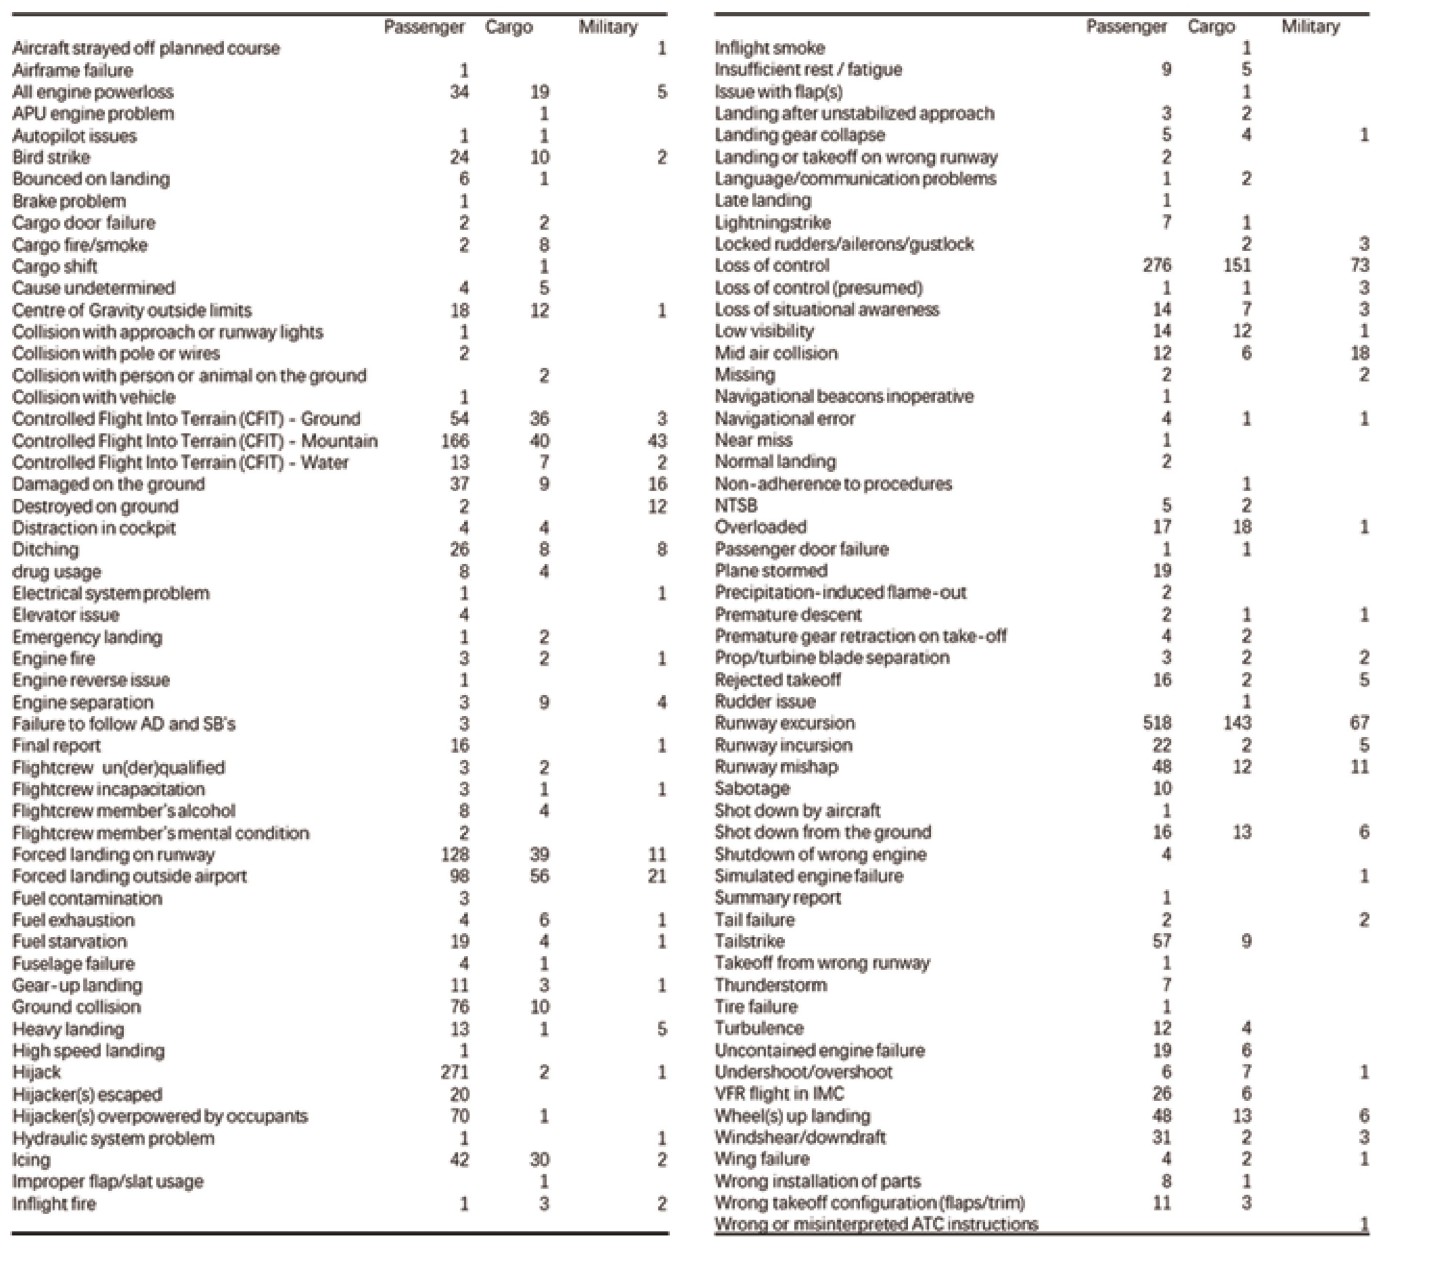 Passenger Cargo Military
Aircraft strayed off planned course 1
Airframe failure 1
All engine powerloss 34 19 5
APU engine problem 1
Autopilot issues 1 1
Bird strike 24 10 2
Bounced on landing 6 1
Brake problem 1
Cargo door failure 2 2
Cargo fire/smoke 2 8
Cargo shift 1
Cause undetermined 4 5
Centre of Gravity outside limits 18 12 1
Collision with approach or runway lights 1
Collision with pole or wires 2
Collision with person or animal on the ground 2
Collision with vehicle 1
Controlled Flight Into Terrain (CFIT) - Ground 54 36 3
Controlled Flight Into Terrain (CFIT) - Mountain 166 40 43
Controlled Flight Into Terrain (CFIT) - Water 13 7 2
Damaged on the ground 37 9 16
Destroyed on ground 2 12
Distraction in cockpit 4 4
Ditching 26 8 8
drug usage 8 4
Electrical system problem 1 1
Elevator issue 4
Emergency landing 1 2
Engine fire 3 2 1
Engine reverse issue 1
Engine separation 3 9 4
Failure to follow AD and SB's 3
Final report 16 1
Flightcrew un(der)qualified 3 2
Flightcrew incapacitation 3 1 1
Flightcrew member's alcohol 8 4
Flightcrew member's mental condition 2
Forced landing on runway 128 39 11
Forced landing outside airport 98 56 21
Fuel contamination 3
Fuel exhaustion 4 6 1
Fuel starvation 19 4 1
Fuselage failure 4 1
Gear-up landing 11 3 1
Ground collision 76 10
Heavy landing 13 1 5
High speed landing 1
Hijack 271 2 1
Hijacker(s) escaped 20
Hijacker(s) overpowered by occupants 70 1
Hydraulic system problem 1 1
Icing 42 30 2
Improper flap/slat usage 1
Inflight fire 1 3 2
Passenger Cargo Military
Inflight smoke 1
Insufficient rest / fatigue 9 5
Issue with flap(s) 1
Landing after unstabilized approach 3 2
Landing gear collapse 5 4 1
Landing or takeoff on wrong runway 2
Language/communication problems 1 2
Late landing 1
Lightningstrike 7 1
Locked rudders/ailerons/gustlock 2 3
Loss of control 276 151 73
Loss of control (presumed) 1 1 3
Loss of situational awareness 14 7 3
Low visibility 14 12 1
Mid air collision 12 6 18
Missing 2 2
Navigational beacons inoperative 1
Navigational error 4 1 1
Near miss 1
Normal landing 2
Non-adherence to procedures 1
NTSB 5 2
Overloaded 17 18 1
Passenger door failure 1 1
Plane stormed 19
Precipitation-induced flame-out 2
Premature descent 2 1 1
Premature gear retraction on take-off 4 2
Prop/turbine blade separation 3 2 2
Rejected takeoff 16 2 5
Rudder issue 1
Runway excursion 518 143 67
Runway incursion 22 2 5
Runway mishap 48 12 11
Sabotage 10
Shot down by aircraft 1
Shot down from the ground 16 13 6
Shutdown of wrong engine 4
Simulated engine failure 1
Summary report 1
Tail failure 2 2
Tailstrike 57 9
Takeoff from wrong runway 1
Thunderstorm 7
Tire failure 1
Turbulence 12 4
Uncontained engine failure 19 6
Undershoot/overshoot 6 7 1
VFR flight in IMC 26 6
Wheel(s) up landing 48 13 6
Windshear/downdraft 31 2 3
Wing failure 4 2 1
Wrong installation of parts 8 1
Wrong takeoff configuration (flaps/trim) 11 3
Wrong or misinterpreted ATC instructions 1